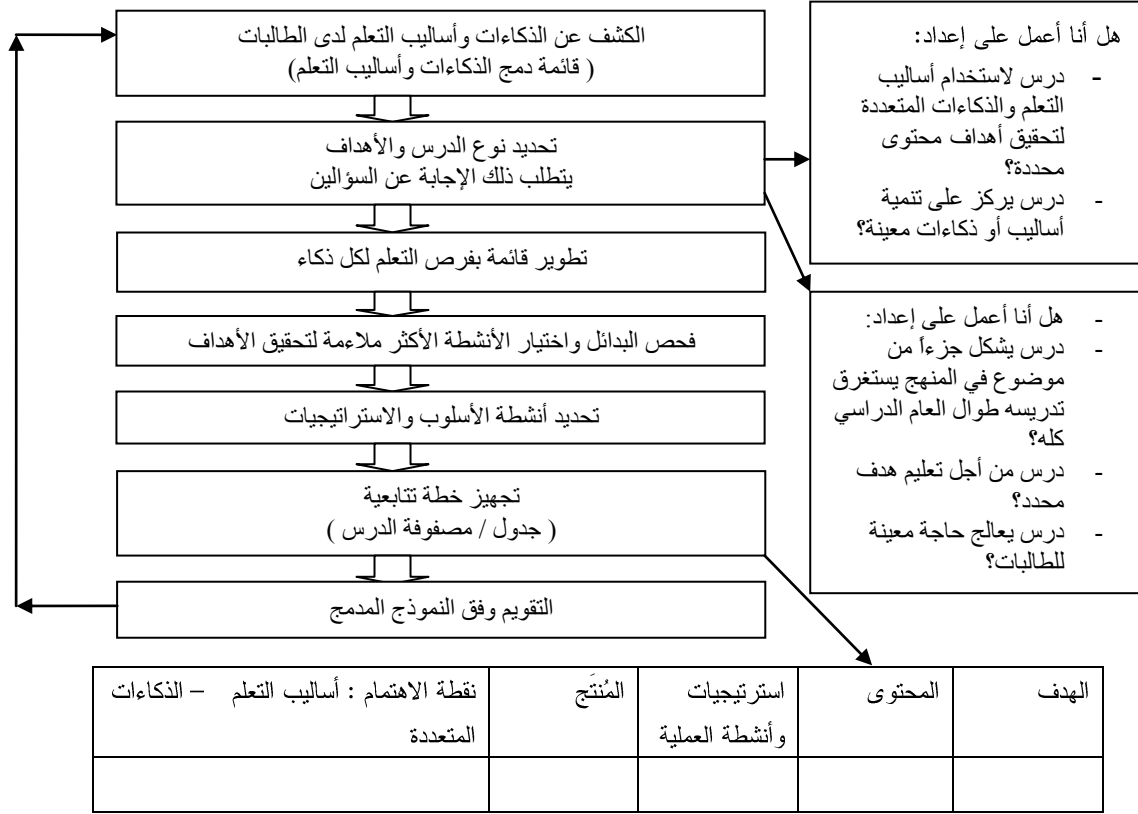 الكشف عن الذكاءات وأساليب التعلم لدى الطالبات
( قائمة دمج الذكاءات وأساليب التعلم)
تحديد نوع الدرس والأهداف
يتطلب ذلك الإجابة عن السؤالين
تطوير قائمة بفرص التعلم لكل ذكاء
فحص البدائل واختيار الأنشطة الأكثر ملاءمة لتحقيق الأهداف
تحديد أنشطة الأسلوب والاستراتيجيات
تجهيز خطة تتابعية
( جدول / مصفوفة الدرس )
التقويم وفق النموذج المدمج
هل أنا أعمل على إعداد:
- درس لاستخدام أساليب
التعلم والذكاءات المتعددة
لتحقيق أهداف محتوى
محددة؟
- درس يركز على تنمية
أساليب أو ذكاءات معينة؟
- هل أنا أعمل على إعداد:
- درس يشكل جزءاً من
موضوع في المنهج يستغرق
تدريسه طوال العام الدراسي
كله؟
- درس من أجل تعليم هدف
محدد؟
- درس يعالج حاجة معينة
للطالبات؟
الهدف
المحتوى
استرتيجيات
وأنشطة العملية
المُنتَج
نقطة الاهتمام : أساليب التعلم – الذكاءات
المتعددة